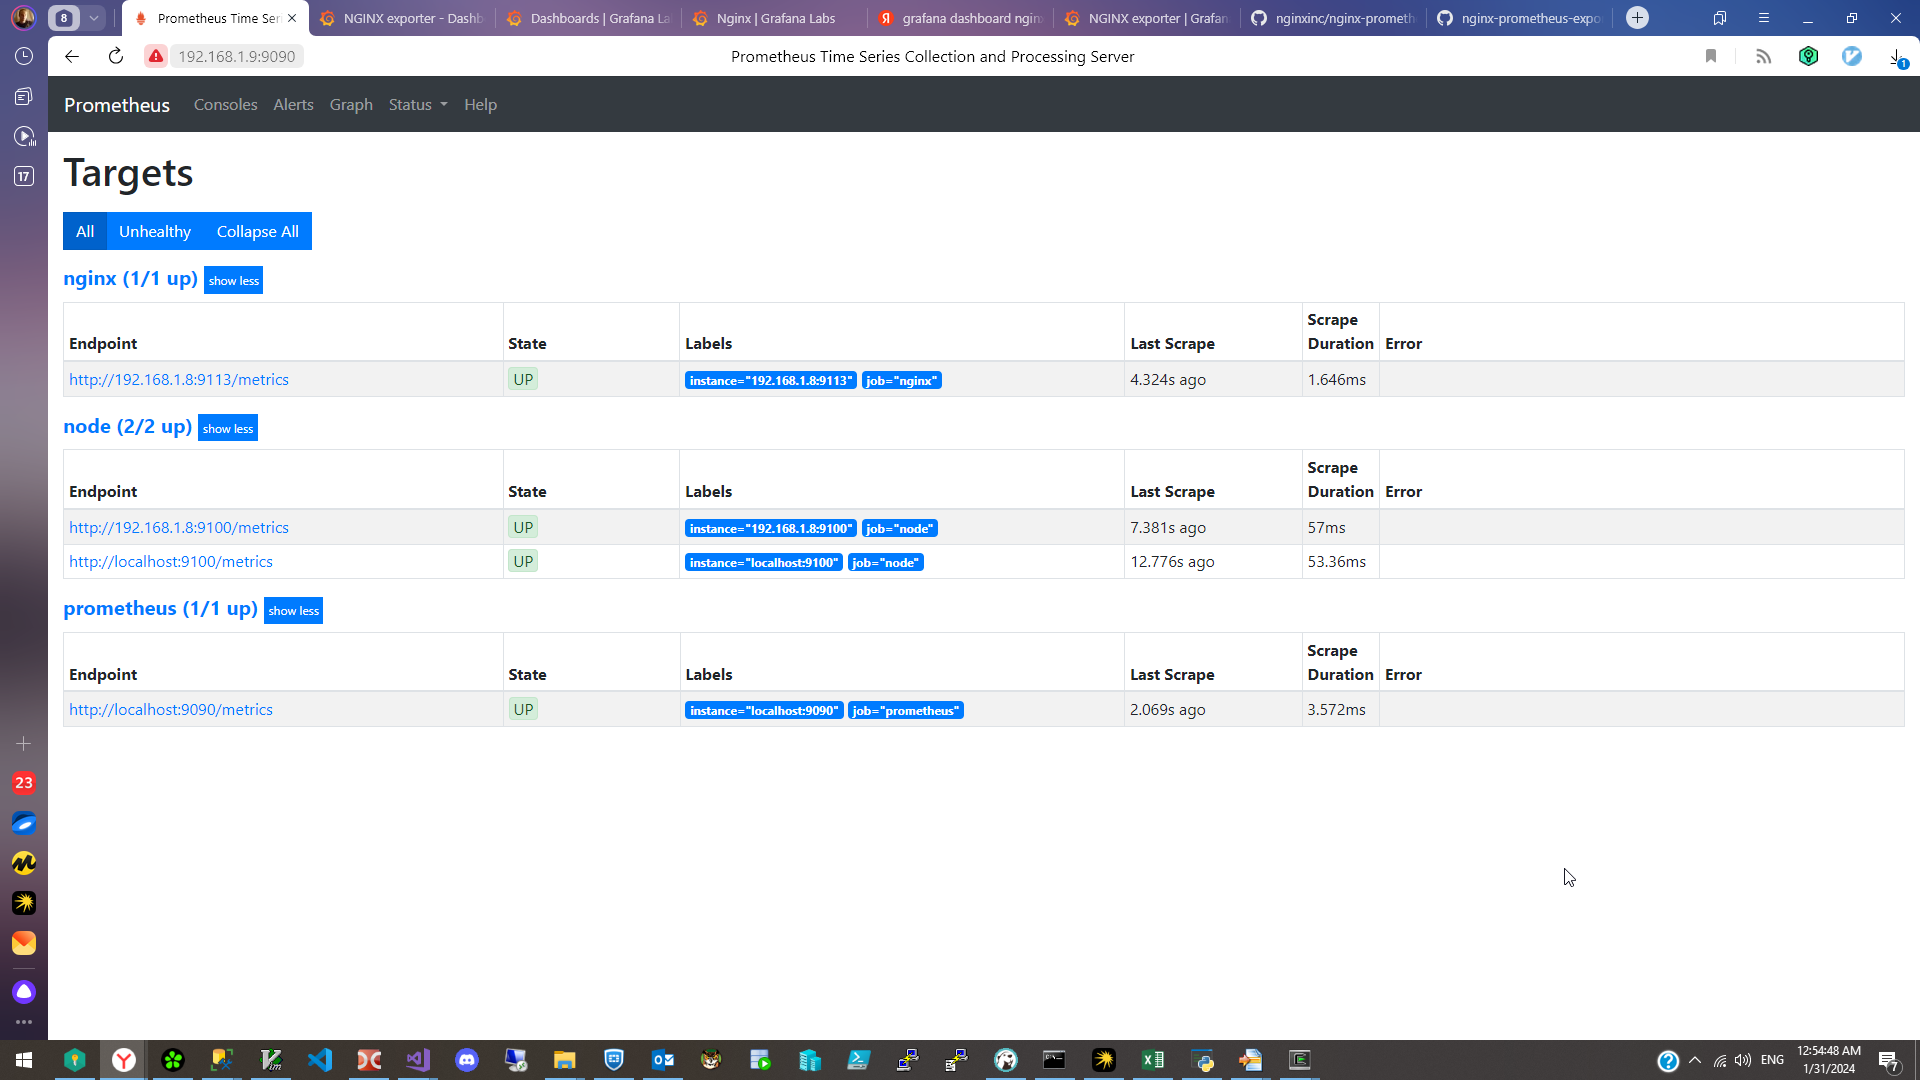 8
Prometheus Time Seri
NGINX exporter - Dashb
Dashboards | Grafana La
Nginx | Grafana Labs
grafana dashboard nginx
NGINX exporter | Grafan
nginxinc/nginx-prometh
nginx-prometheus-expo
192.168.1.9:9090
Prometheus Time Series Collection and Processing Server
1
17
Prometheus Consoles Alerts Graph Status Help
Targets
All Unhealthy Collapse All
nginx (1/1 up) show less
Endpoint State Labels Last Scrape Scrape Duration Error
http://192.168.1.8:9113/metrics UP instance="192.168.1.8:9113" job="nginx" 4.324s ago 1.646ms
node (2/2 up) show less
Endpoint State Labels Last Scrape Scrape Duration Error
http://192.168.1.8:9100/metrics UP instance="192.168.1.8:9100" job="node" 7.381s ago 57ms
http://localhost:9100/metrics UP instance="localhost:9100" job="node" 12.776s ago 53.36ms
prometheus (1/1 up) show less
Endpoint State Labels Last Scrape Scrape Duration Error
http://localhost:9090/metrics UP instance="localhost:9090" job="prometheus" 2.069s ago 3.572ms
23
ENG
12:54:48 AM
1/31/2024
7